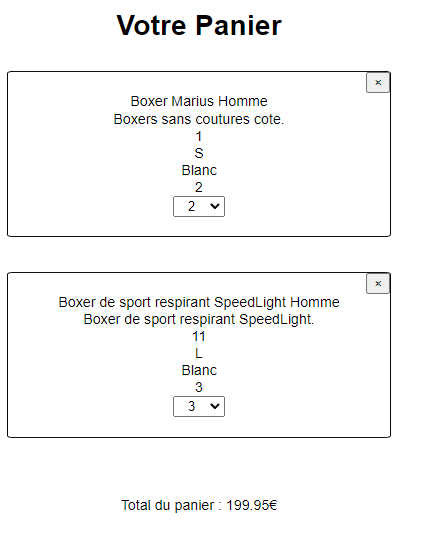 Votre Panier
×
Boxer Marius Homme
Boxers sans coutures cote.
1
S
Blanc
2
2
×
Boxer de sport respirant SpeedLight Homme
Boxer de sport respirant SpeedLight.
11
L
Blanc
3
3
Total du panier : 199.95€